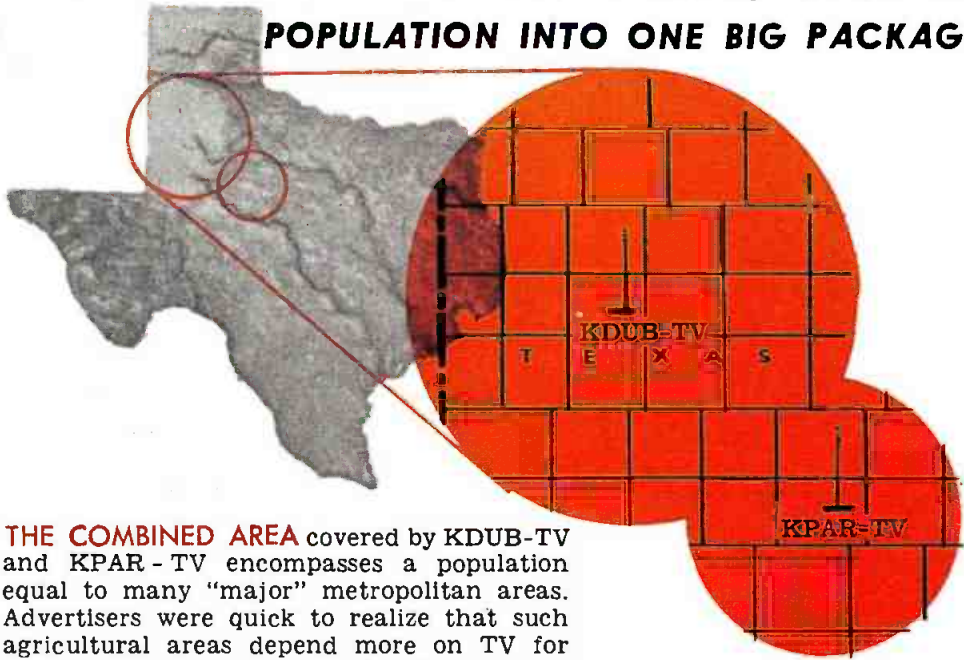 POPULATION INTO ONE BIG PACKAG
KDUB-TV
T E X A S
KPAR-TV
THE COMBINED AREA covered by KDUB-TV
and KPAR-TV encompasses a population
equal to many “major” metropolitan areas.
Advertisers were quick to realize that such
agricultural areas depend more on TV for